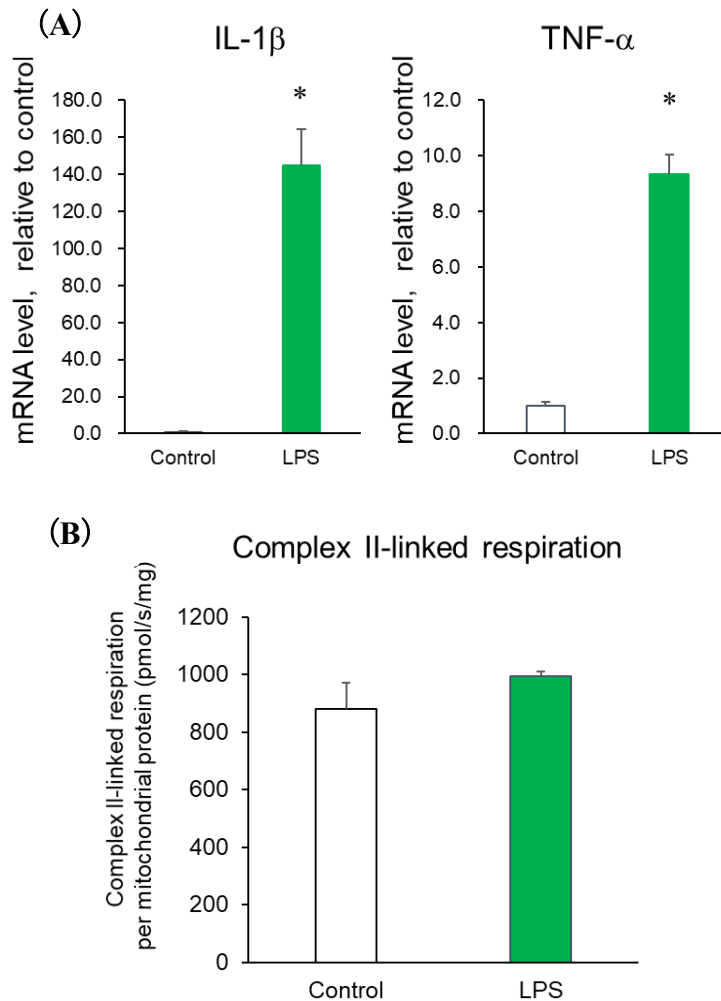 (A)
IL-1β
TNF-α
mRNA level, relative to control
180.0
160.0
140.0
120.0
100.0
80.0
60.0
40.0
20.0
0.0
*
Control
LPS
mRNA level, relative to control
12.0
10.0
8.0
6.0
4.0
2.0
0.0
*
Control
LPS
(B)
Complex II-linked respiration
Complex II-linked respiration
per mitochondrial protein (pmol/s/mg)
1200
1000
800
600
400
200
0
Control
LPS